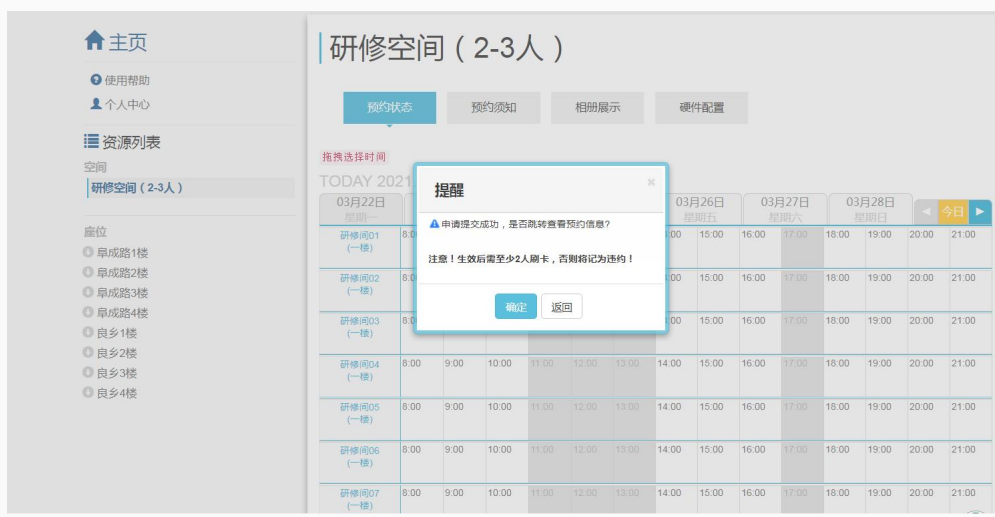 主页
使用帮助
个人中心
资源列表
空间
研修空间（2-3人）
座位
阜成路1楼
阜成路2楼
阜成路3楼
阜成路4楼
良乡1楼
良乡2楼
良乡3楼
良乡4楼
研修空间（2-3人）
预约状态 预约须知 相册展示 硬件配置
拖拽选择时间
TODAY 2021
03月22日 03月26日 03月27日 03月28日
星期一 星期五 星期六 星期日 今日
提醒 ×
申请提交成功，是否跳转查看预约信息？
注意！生效后需至少2人刷卡，否则将记为违约！
确定 返回
研修间01 8:0 :00 15:00 16:00 17:00 18:00 19:00 20:00 21:00
（一楼）
研修间02 8:0 :00 15:00 16:00 17:00 18:00 19:00 20:00 21:00
（一楼）
研修间03 8:0 :00 15:00 16:00 17:00 18:00 19:00 20:00 21:00
（一楼）
研修间04 8:00 9:00 10:00 11:00 12:00 13:00 14:00 15:00 16:00 17:00 18:00 19:00 20:00 21:00
（一楼）
研修间05 8:00 9:00 10:00 11:00 12:00 13:00 14:00 15:00 16:00 17:00 18:00 19:00 20:00 21:00
（一楼）
研修间06 8:00 9:00 10:00 11:00 12:00 13:00 14:00 15:00 16:00 17:00 18:00 19:00 20:00 21:00
（一楼）
研修间07 8:00 9:00 10:00 11:00 12:00 13:00 14:00 15:00 16:00 17:00 18:00 19:00 20:00 21:00
（一楼）